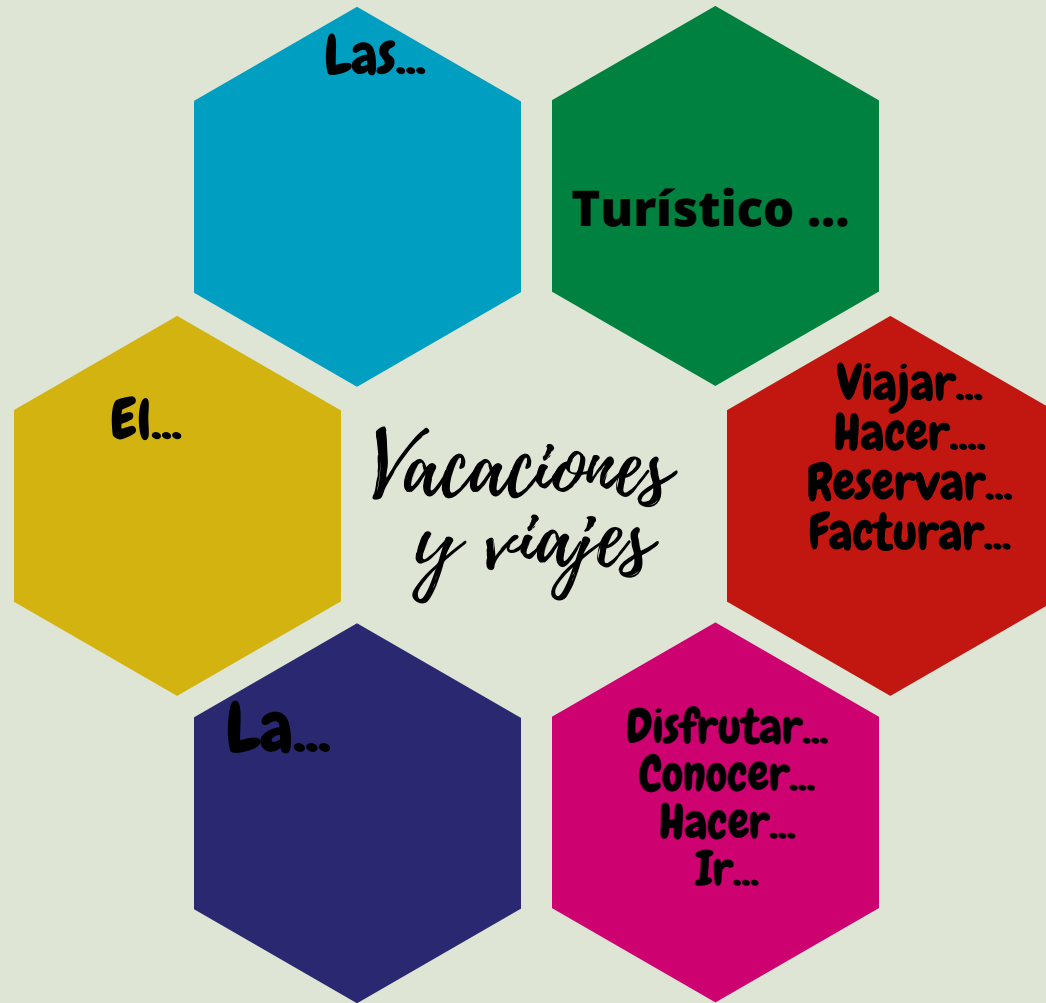 Las...
Turístico ...
El...
Vacaciones
y viajes
Viajar...
Hacer....
Reservar...
Facturar...
La...
Disfrutar...
Conocer...
Hacer...
Ir...